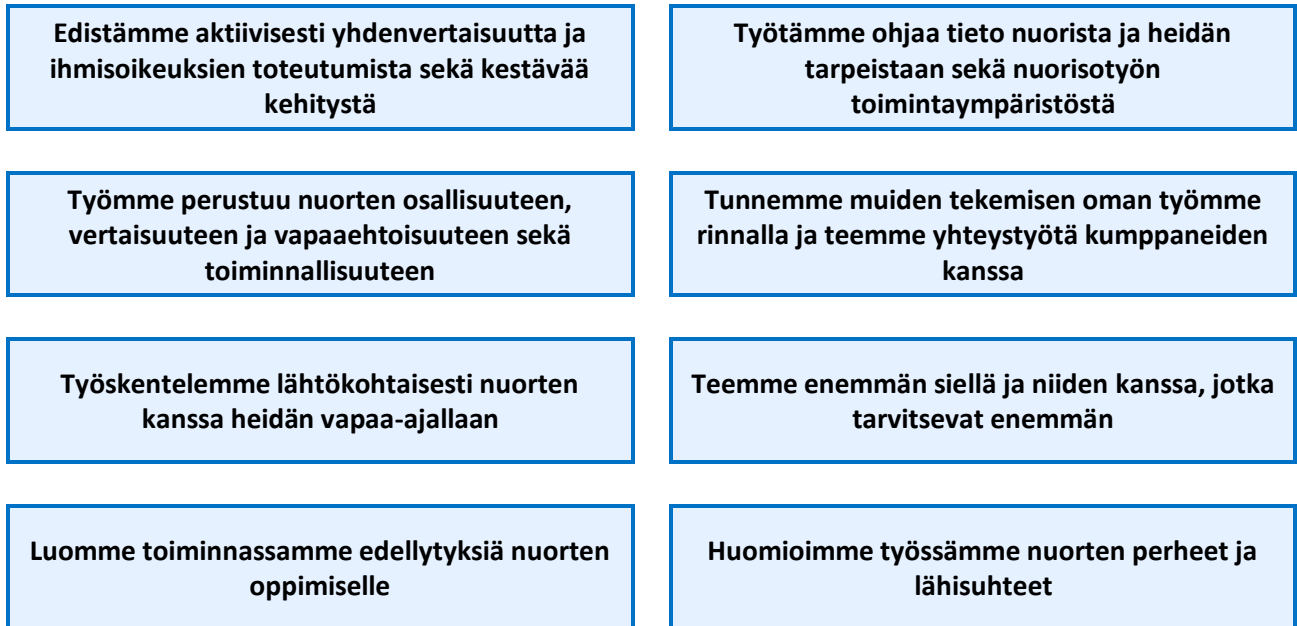 Edistämme aktiivisesti yhdenvertaisuutta ja
ihmisoikeuksien toteutumista sekä kestävää
kehitystä
Työtämme ohjaa tieto nuorista ja heidän
tarpeistaan sekä nuorisotyön
toimintaympäristöstä
Työmme perustuu nuorten osallisuuteen,
vertaisuuteen ja vapaaehtoisuuteen sekä
toiminnallisuuteen
Tunnemme muiden tekemisen oman työmme
rinnalla ja teemme yhteystyötä kumppaneiden
kanssa
Työskentelemme lähtökohtaisesti nuorten
kanssa heidän vapaa-ajallaan
Teemme enemmän siellä ja niiden kanssa, jotka
tarvitsevat enemmän
Luomme toiminnassamme edellytyksiä nuorten
oppimiselle
Huomioimme työssämme nuorten perheet ja
lähisuhteet